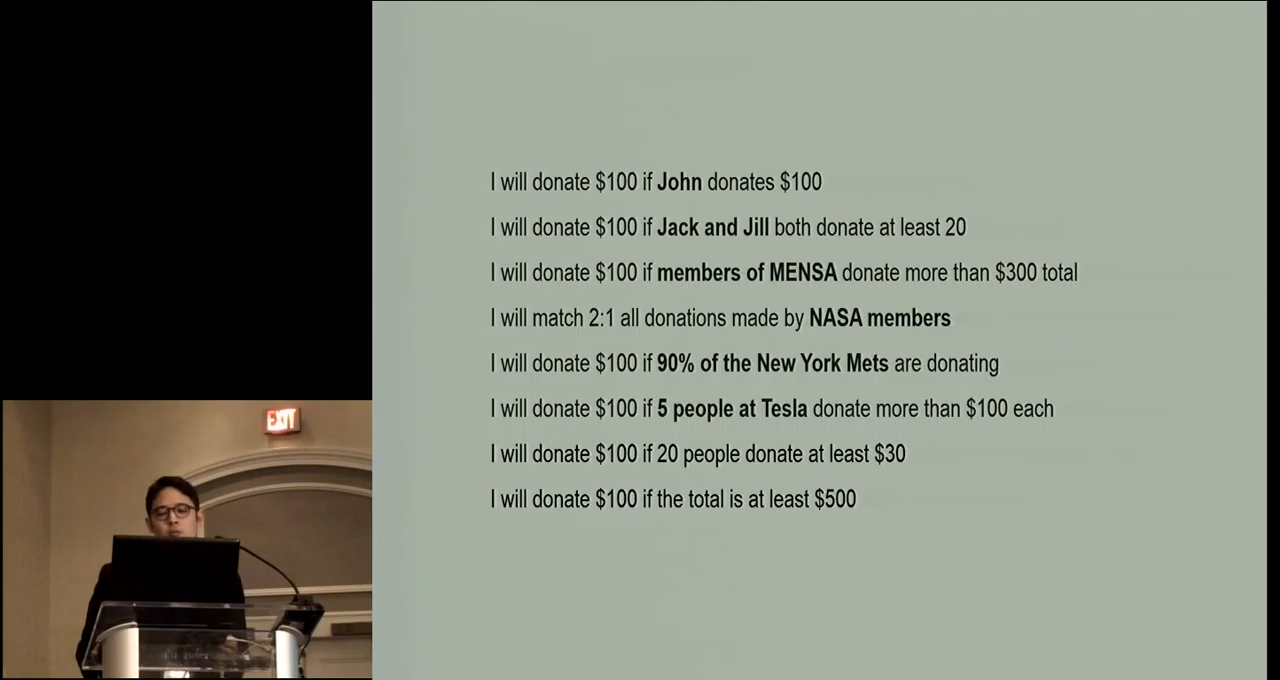 I will donate $100 if John donates $100
I will donate $100 if Jack and Jill both donate at least 20
I will donate $100 if members of MENSA donate more than $300 total
I will match 2:1 all donations made by NASA members
I will donate $100 if 90% of the New York Mets are donating
I will donate $100 if 5 people at Tesla donate more than $100 each
I will donate $100 if 20 people donate at least $30
I will donate $100 if the total is at least $500
EXIT